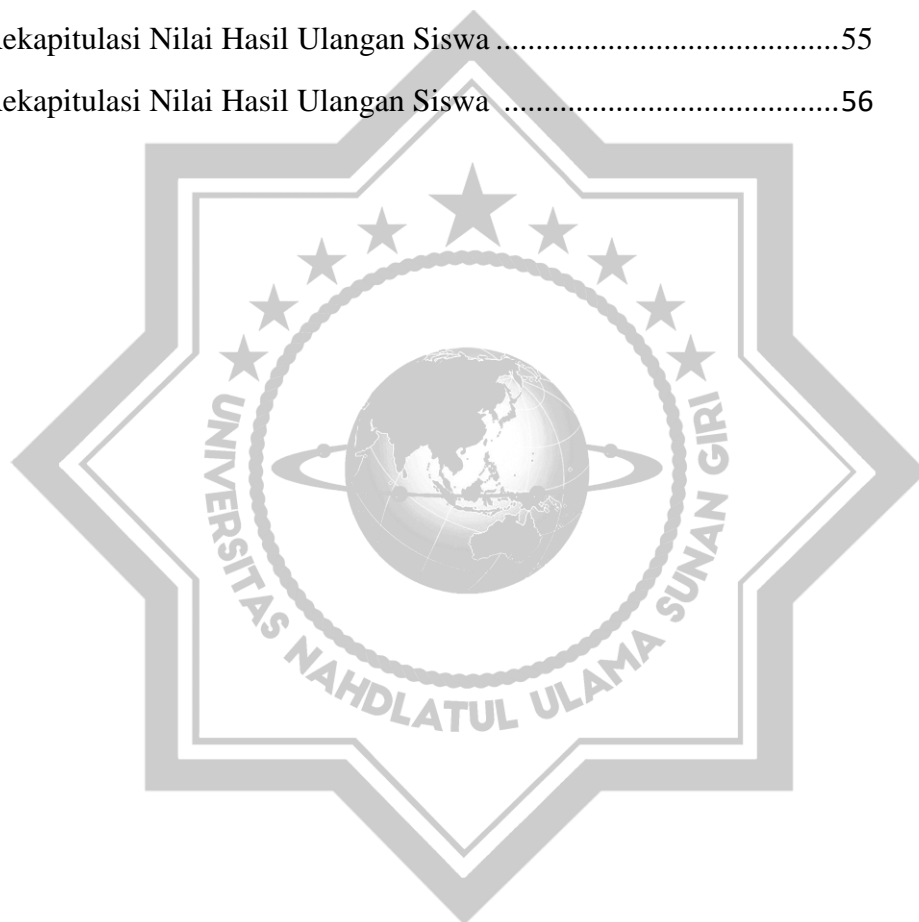 ekapitulasi Nilai Hasil Ulangan Siswa ...........................................55
ekapitulasi Nilai Hasil Ulangan Siswa ..........................................56
UNIVERSITAS NAHDLATUL ULAMA SUNAN GIRI